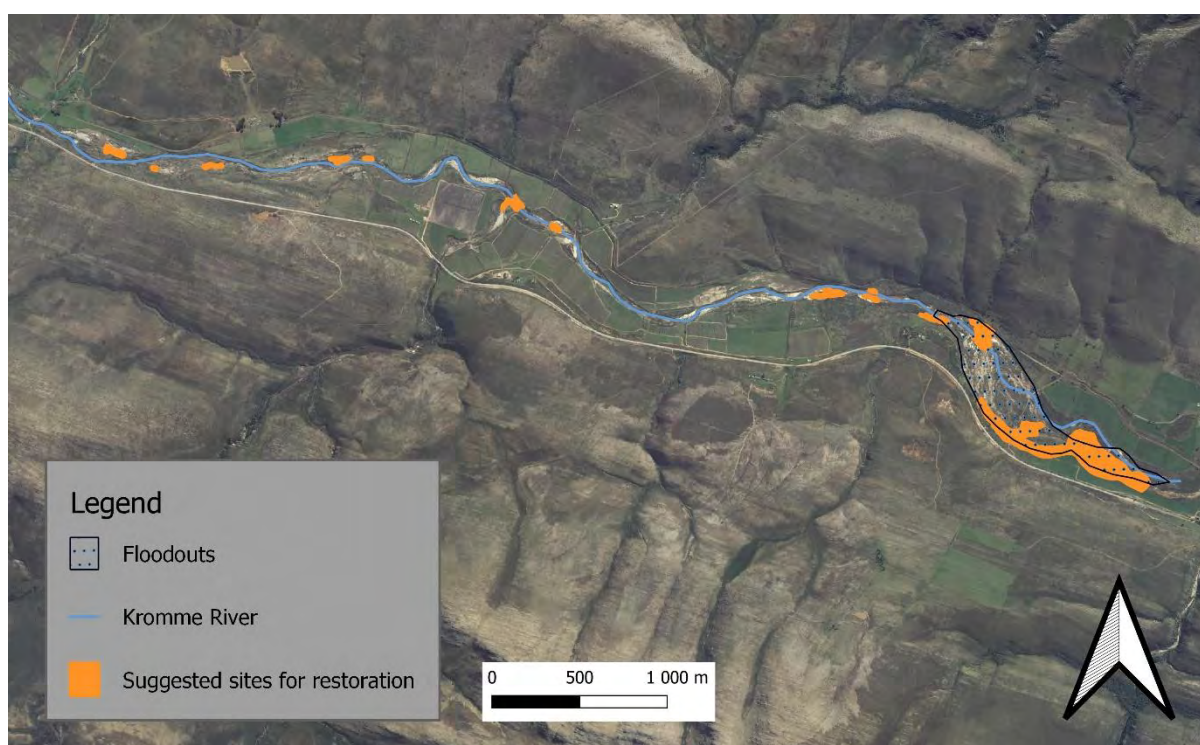 Legend
Floodouts
Kromme River
Suggested sites for restoration
0 500 1 000 m